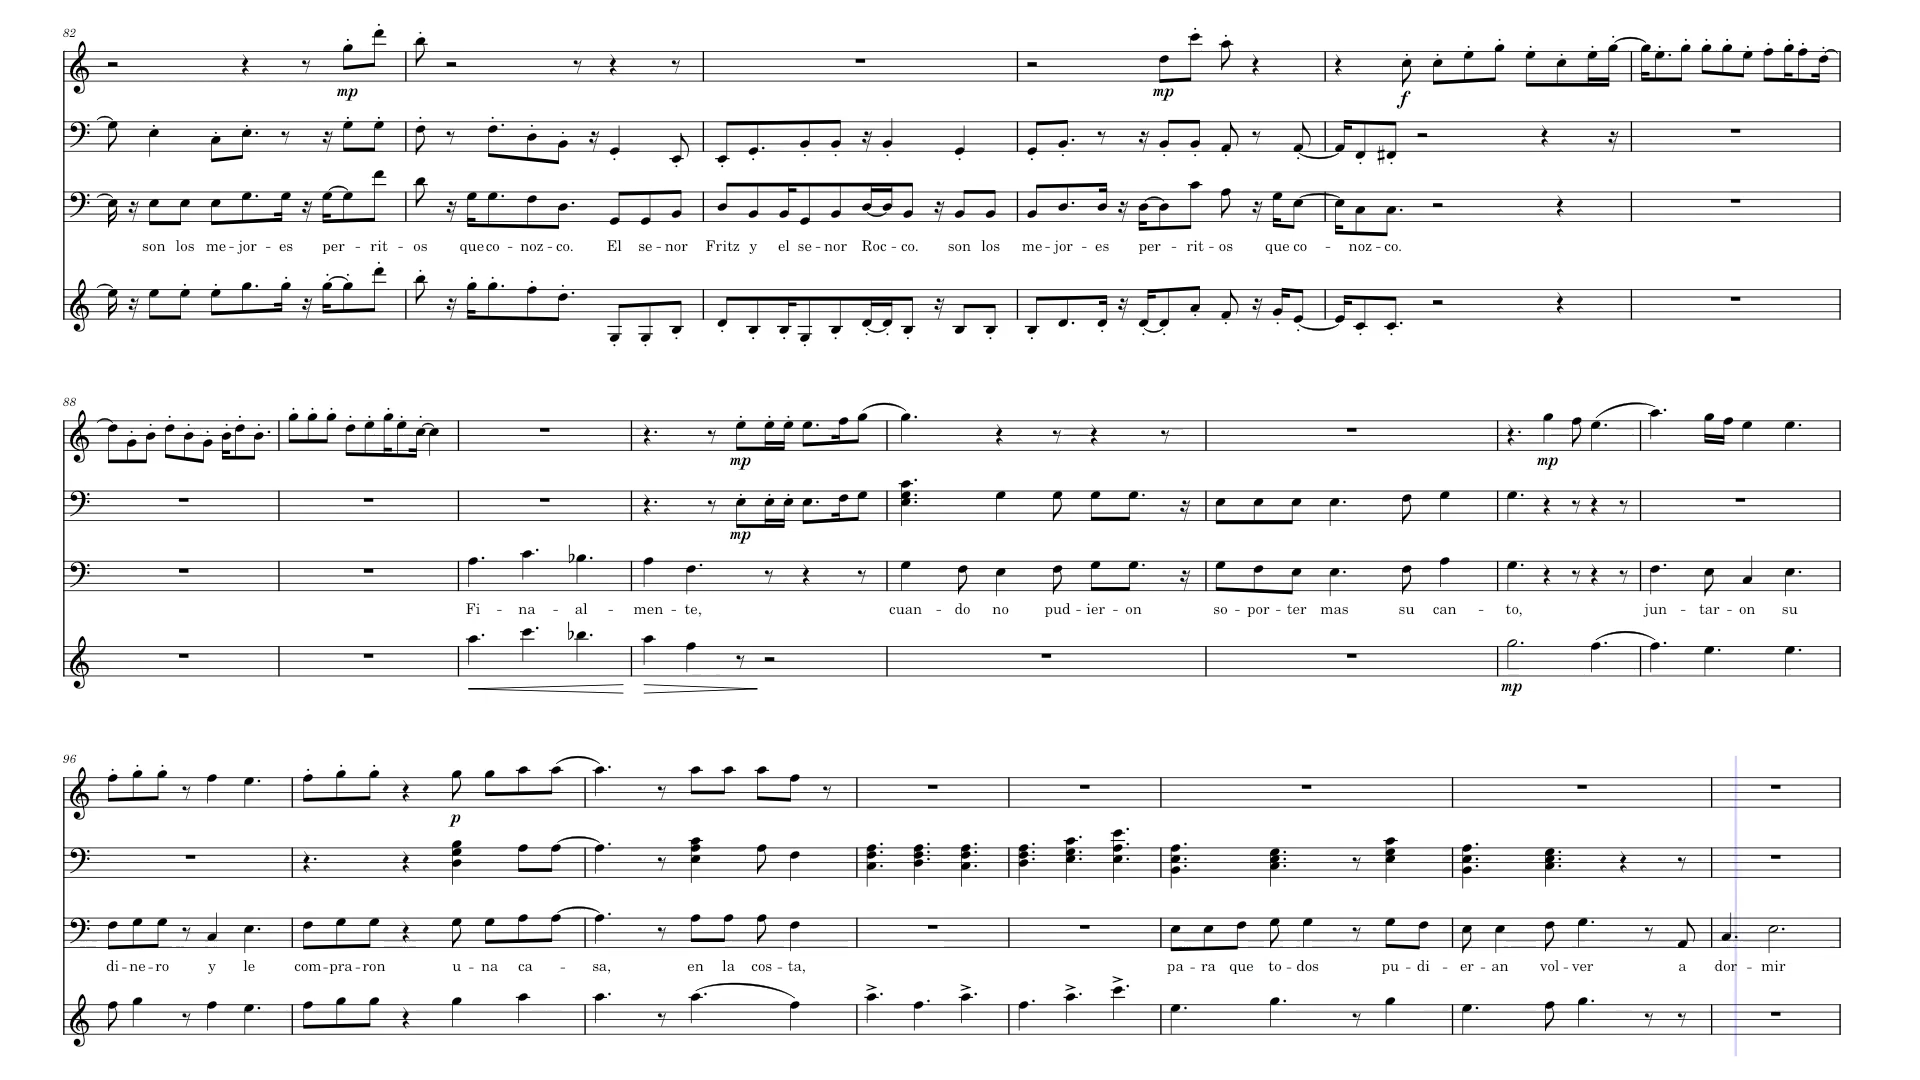 82
mp
mp
f
son los me-jor-es per-rit-os que co-noz-co. El se-nor Fritz y el se-nor Roc-co. son los me-jor-es per-rit-os que co-noz-co.
88
mp
mp
mp
Fi-na-al-men-te, cuan-do no pud-ier-on so-por-ter mas su can-to, jun-tar-on su
mp
96
p
di-ne-ro y le com-pra-ron u-na ca-sa, en la cos-ta, pa-ra que to-dos pu-di-er-an vol-ver a dor-mir